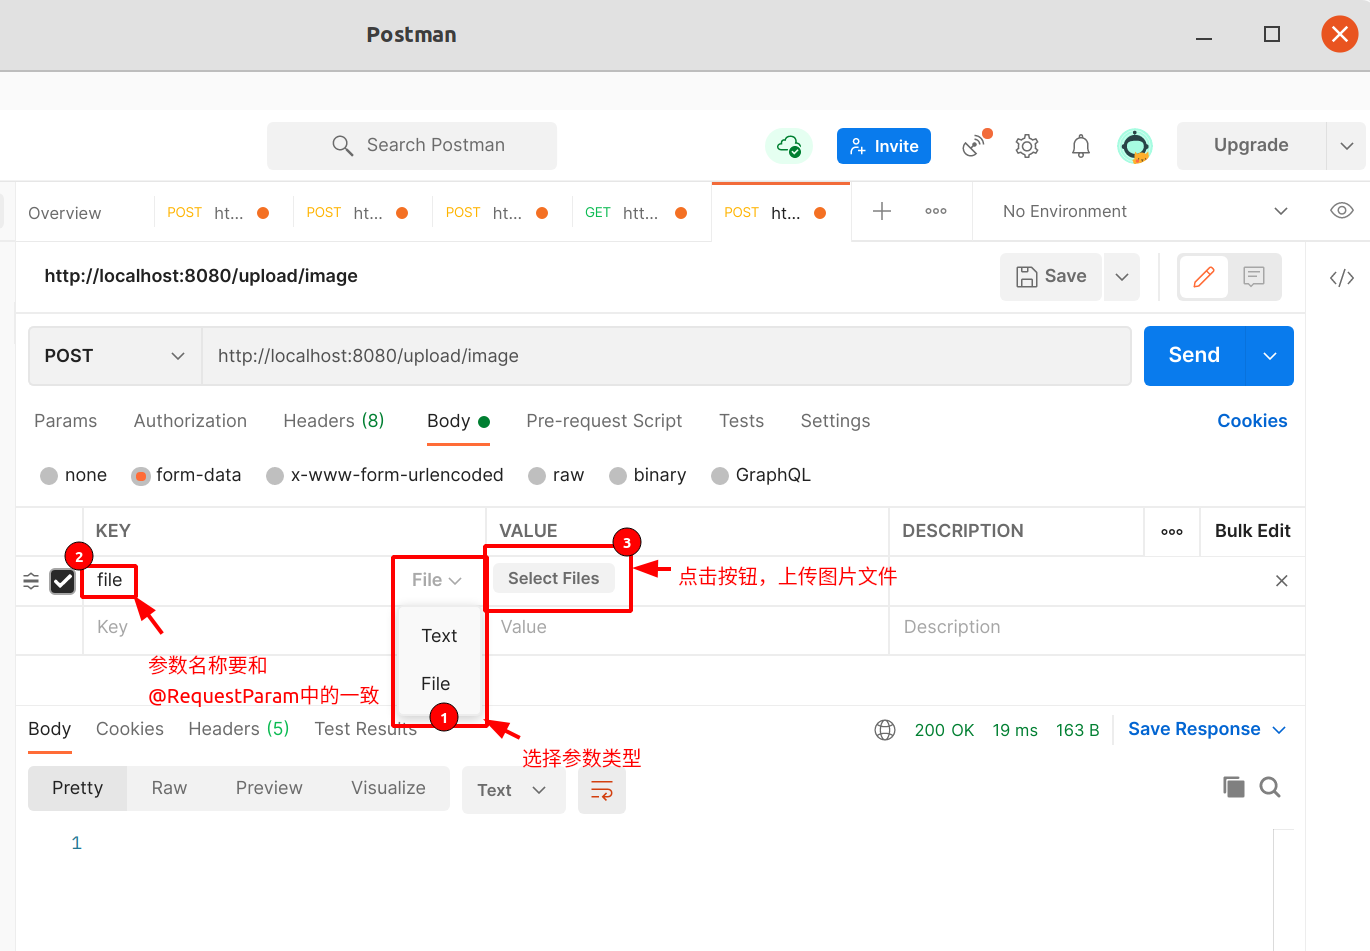 Postman
Search Postman
Invite
Upgrade
Overview
POST ht...
POST ht...
POST ht...
GET htt...
POST ht...
No Environment
http://localhost:8080/upload/image
Save
POST
http://localhost:8080/upload/image
Send
Params
Authorization
Headers (8)
Body
Pre-request Script
Tests
Settings
Cookies
none
form-data
x-www-form-urlencoded
raw
binary
GraphQL
KEY
VALUE
DESCRIPTION
Bulk Edit
2
3
file
File
Select Files
点击按钮，上传图片文件
Key
Text
Value
Description
参数名称要和
@RequestParam中的一致
File
1
选择参数类型
Body
Cookies
Headers (5)
Test Results
200 OK
19 ms
163 B
Save Response
Pretty
Raw
Preview
Visualize
Text
1